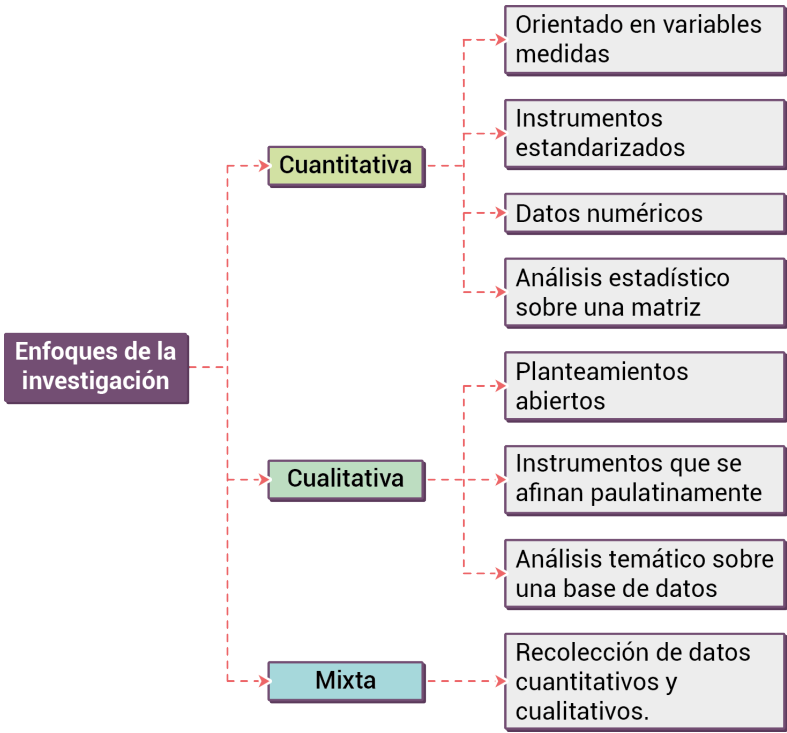 Enfoques de la
investigación
Cuantitativa
Orientado en variables
medidas
Instrumentos
estandarizados
Datos numéricos
Análisis estadístico
sobre una matriz
Cualitativa
Planteamientos
abiertos
Instrumentos que se
afinan paulatinamente
Análisis temático sobre
una base de datos
Mixta
Recolección de datos
cuantitativos y
cualitativos.